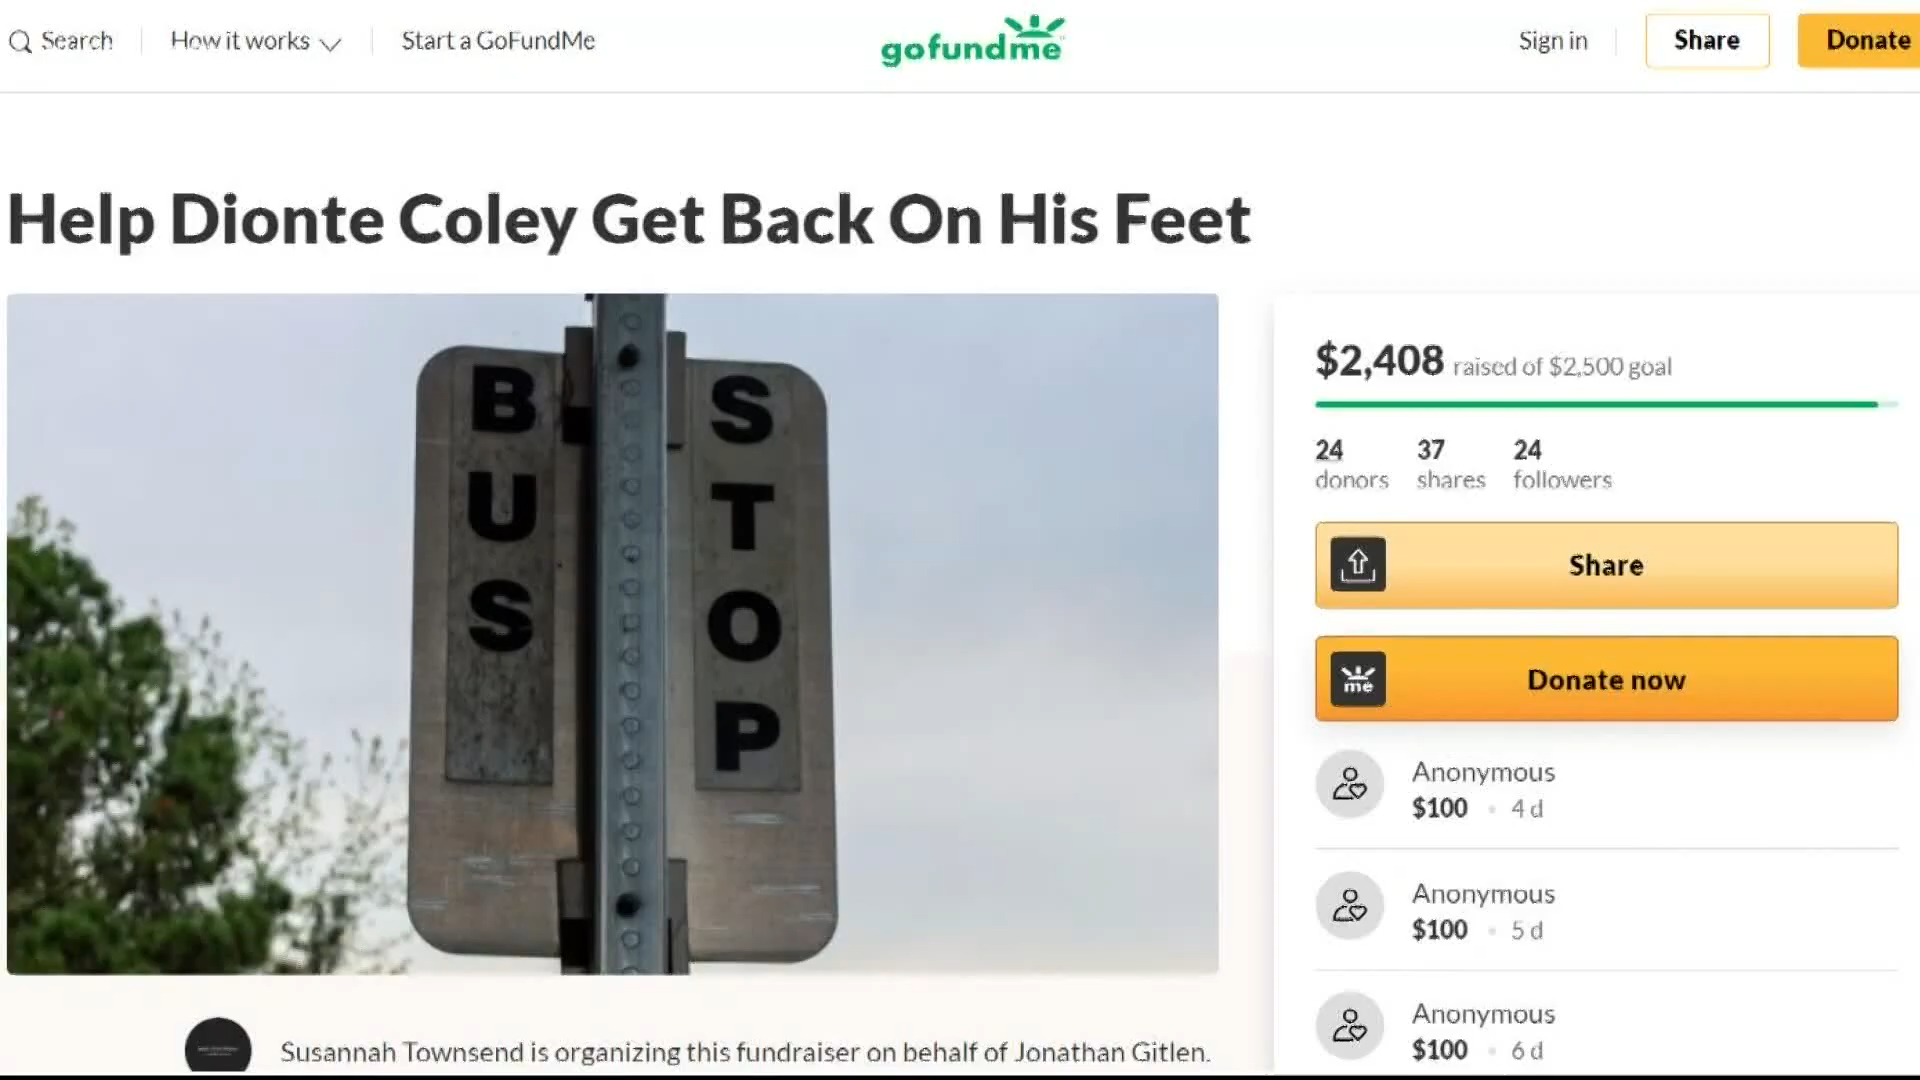 Search
How it works
Start a GoFundMe
gofundme
Sign in
Share
Donate
Help Dionte Coley Get Back On His Feet
BUS
STOP
$2,408 raised of $2,500 goal
24 donors
37 shares
24 followers
Share
me
Donate now
Anonymous
$100 • 4 d
Anonymous
$100 • 5 d
Anonymous
$100 • 6 d
Susannah Townsend is organizing this fundraiser on behalf of Jonathan Gitlen.